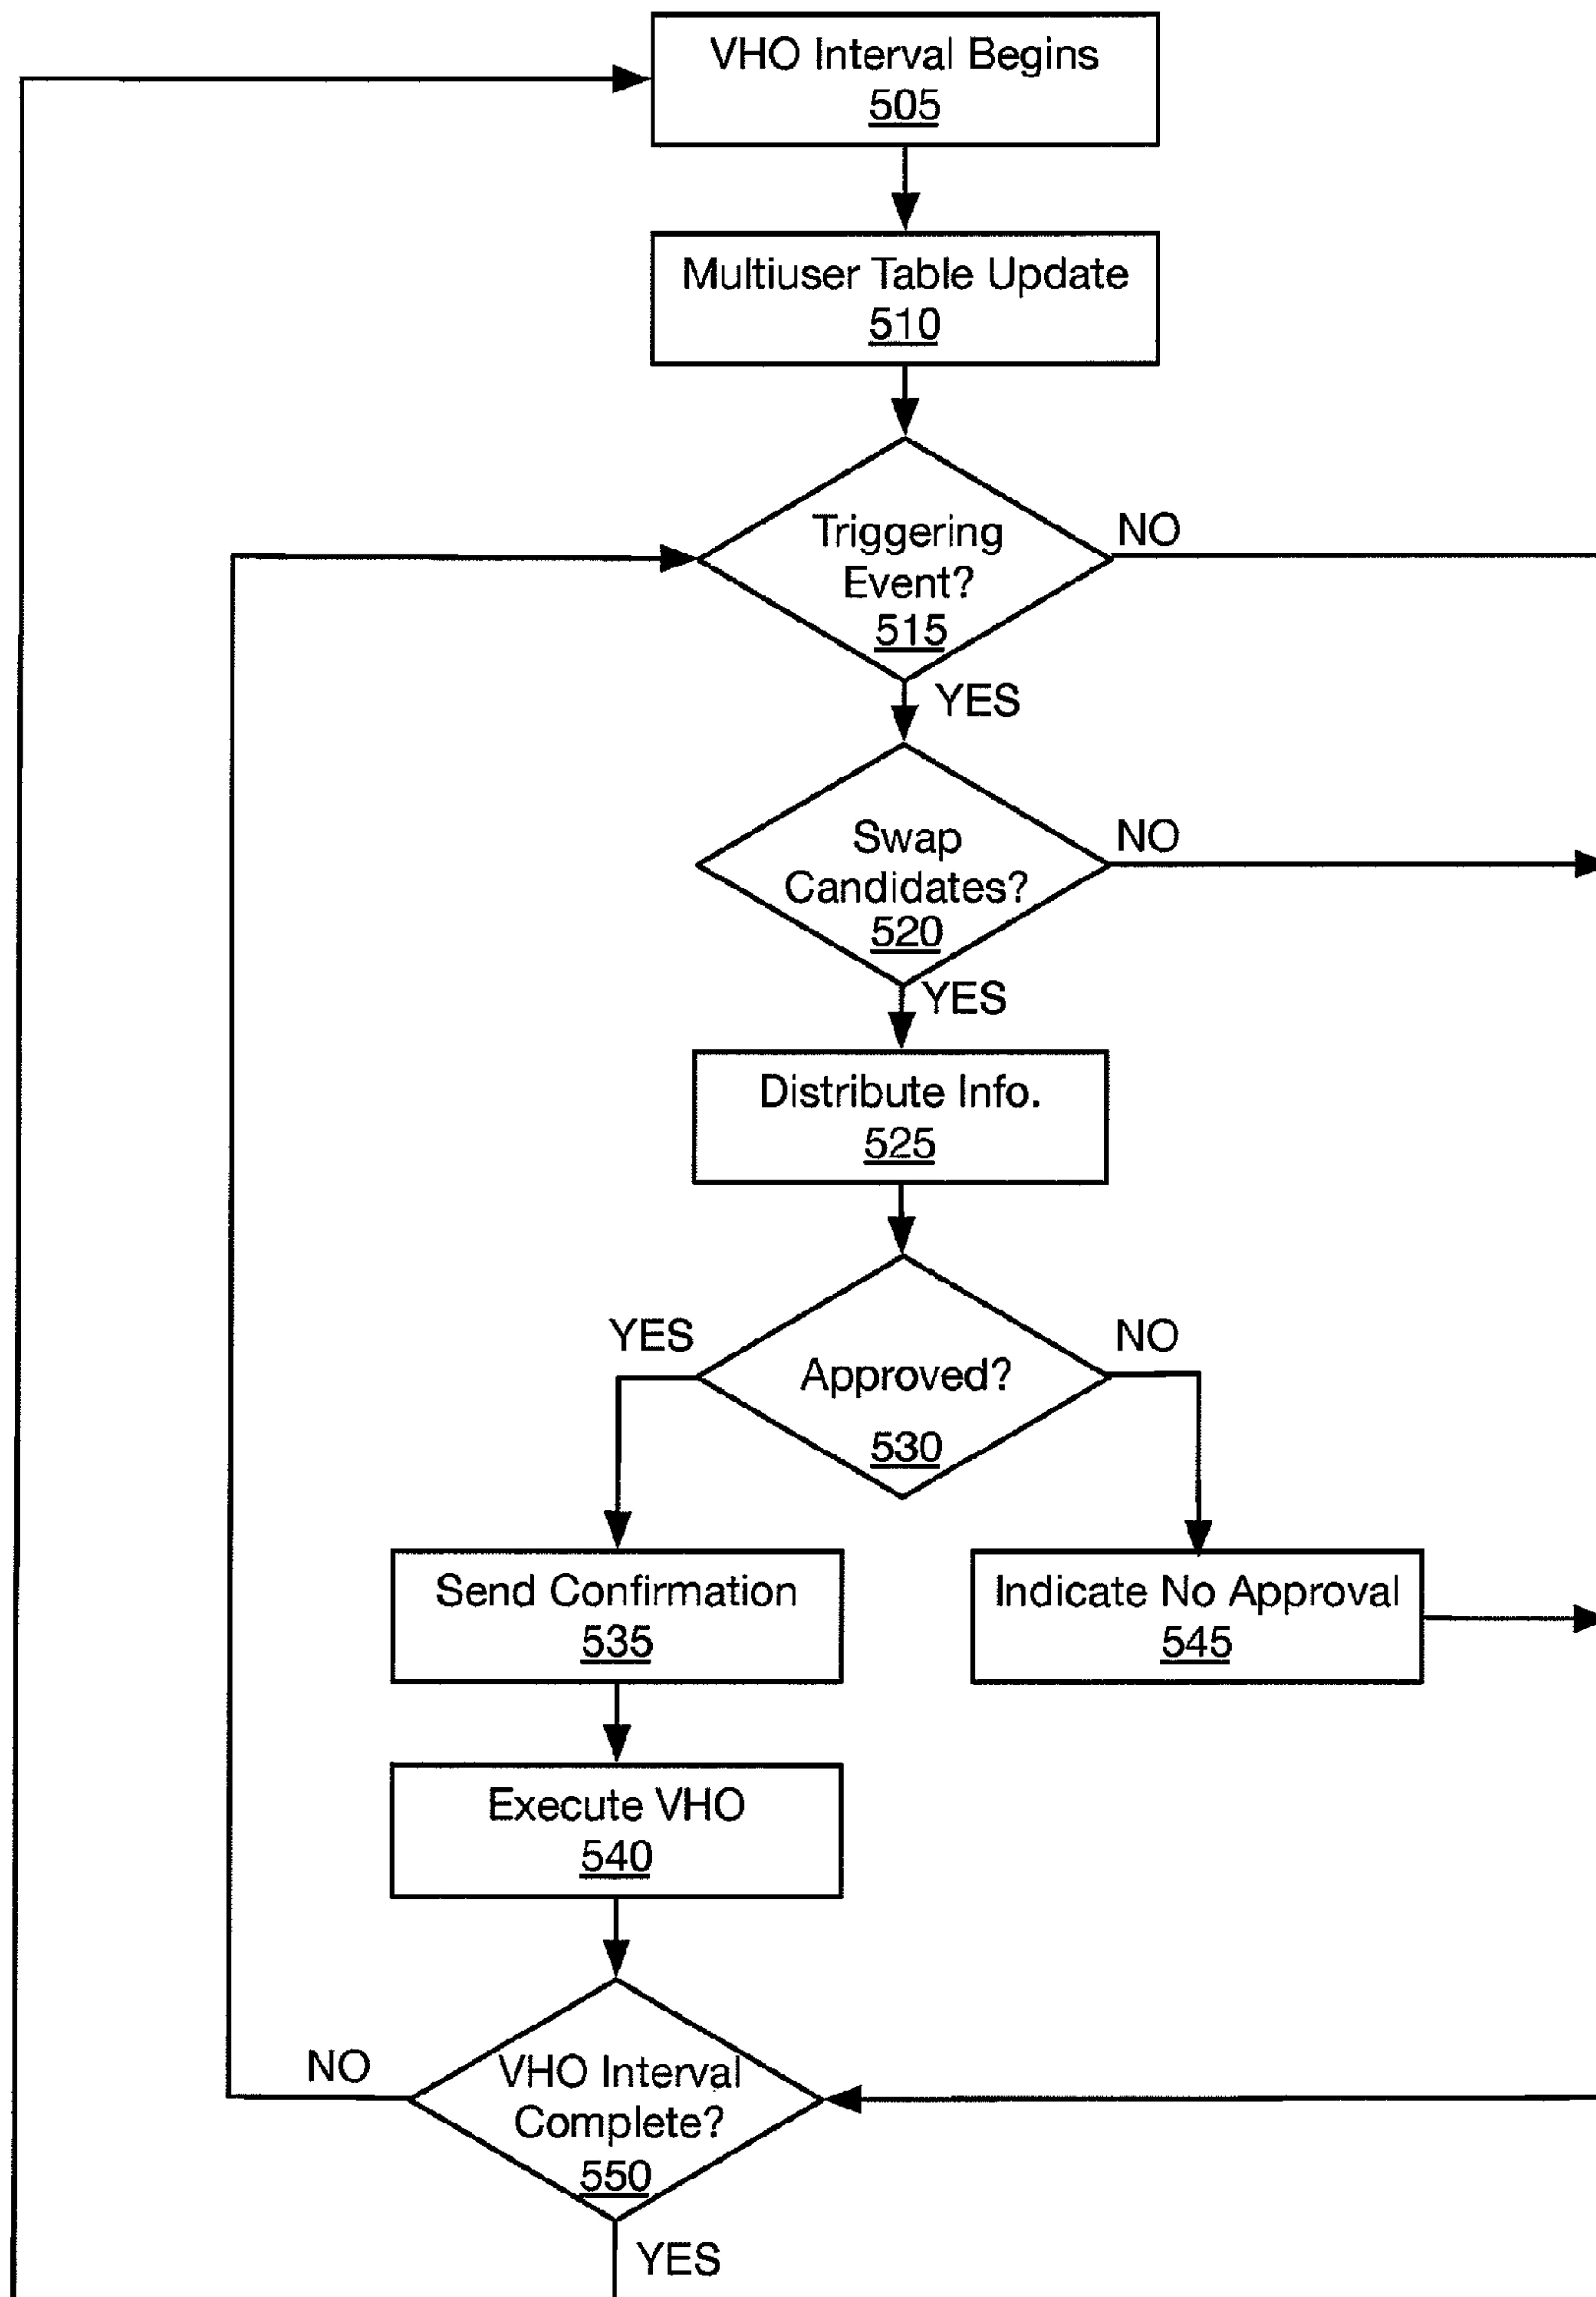 VHO Interval Begins
505
Multiuser Table Update
510
Triggering
Event?
515
NO
YES
Swap
Candidates?
520
NO
YES
Distribute Info.
525
YES
NO
Approved?
530
Send Confirmation
535
Indicate No Approval
545
Execute VHO
540
NO
VHO Interval
Complete?
550
YES